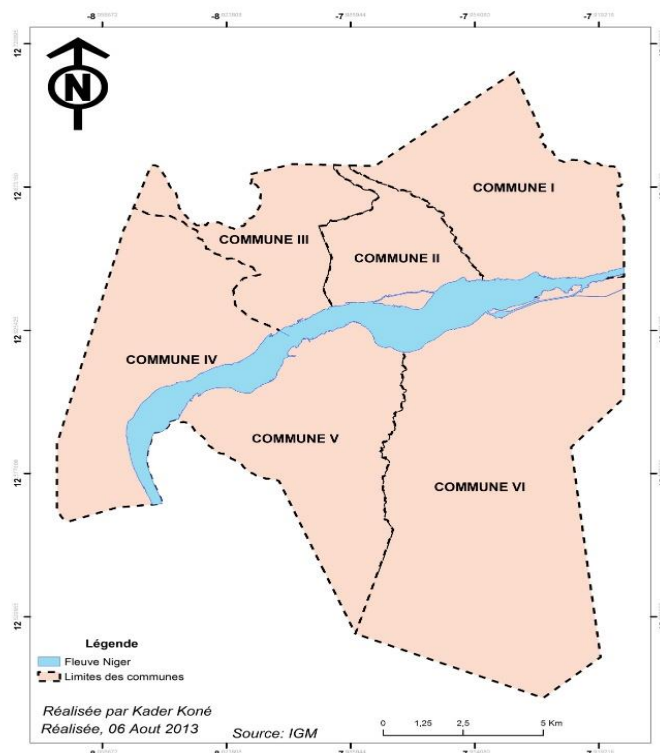 N
COMMUNE I
COMMUNE III
COMMUNE II
COMMUNE IV
COMMUNE V
COMMUNE VI
Légende
Fleuve Niger
Limites des communes
Réalisée par Kader Koné
Réalisée, 06 Aout 2013
Source: IGM
0 1,25 2,5 5 Km